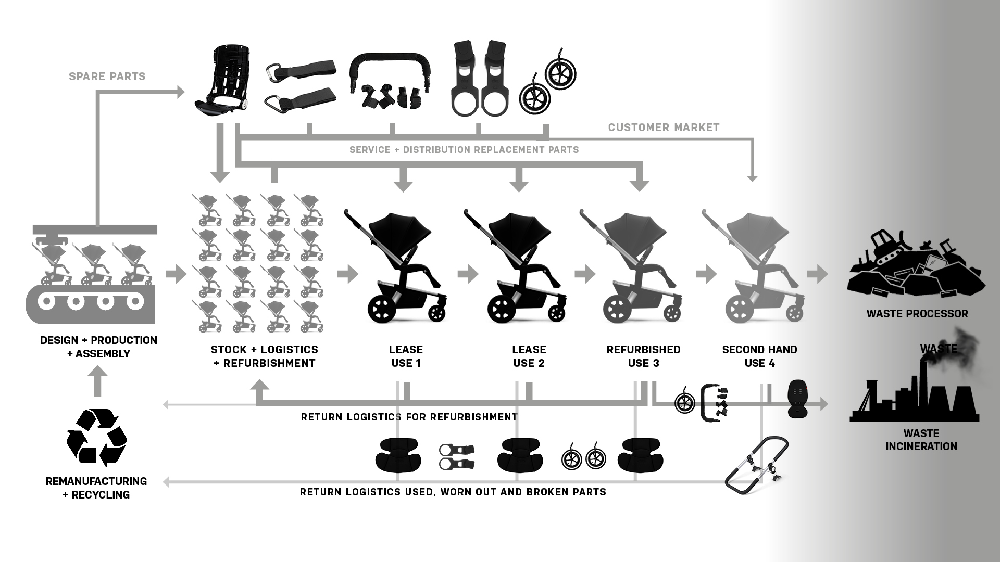 SPARE PARTS
CUSTOMER MARKET
SERVICE + DISTRIBUTION REPLACEMENT PARTS
DESIGN + PRODUCTION
+ ASSEMBLY
STOCK + LOGISTICS
+ REFURBISHMENT
LEASE
USE 1
LEASE
USE 2
REFURBISHED
USE 3
SECOND HAND
USE 4
WASTE PROCESSOR
WASTE
WASTE
INCINERATION
RETURN LOGISTICS FOR REFURBISHMENT
REMANUFACTURING
+ RECYCLING
RETURN LOGISTICS USED, WORN OUT AND BROKEN PARTS